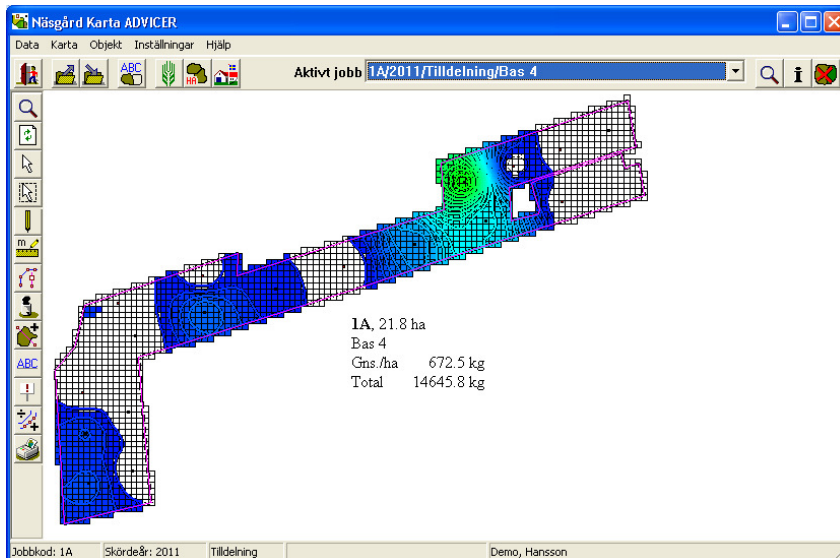 Näsgård Karta ADVICER
Data Karta Objekt Inställningar Hjälp
ABC
HA
Aktivt jobb 1A/2011/Tilldelning/Bas 4
i
m
ABC
1A, 21.8 ha
Bas 4
Gns./ha 672.5 kg
Total 14645.8 kg
Jobbkod: 1A Skördeår: 2011 Tilldelning Demo, Hansson